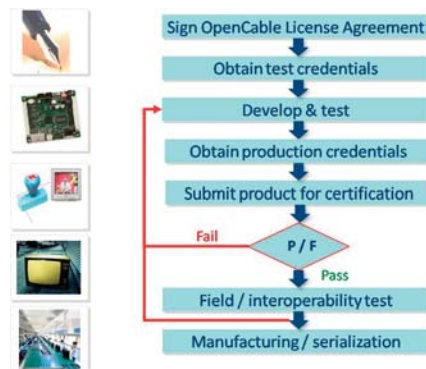 Sign OpenCable License Agreement
Obtain test credentials
Develop & test
Obtain production credentials
Submit product for certification
Fail
P / F
Pass
Field / interoperability test
Manufacturing / serialization